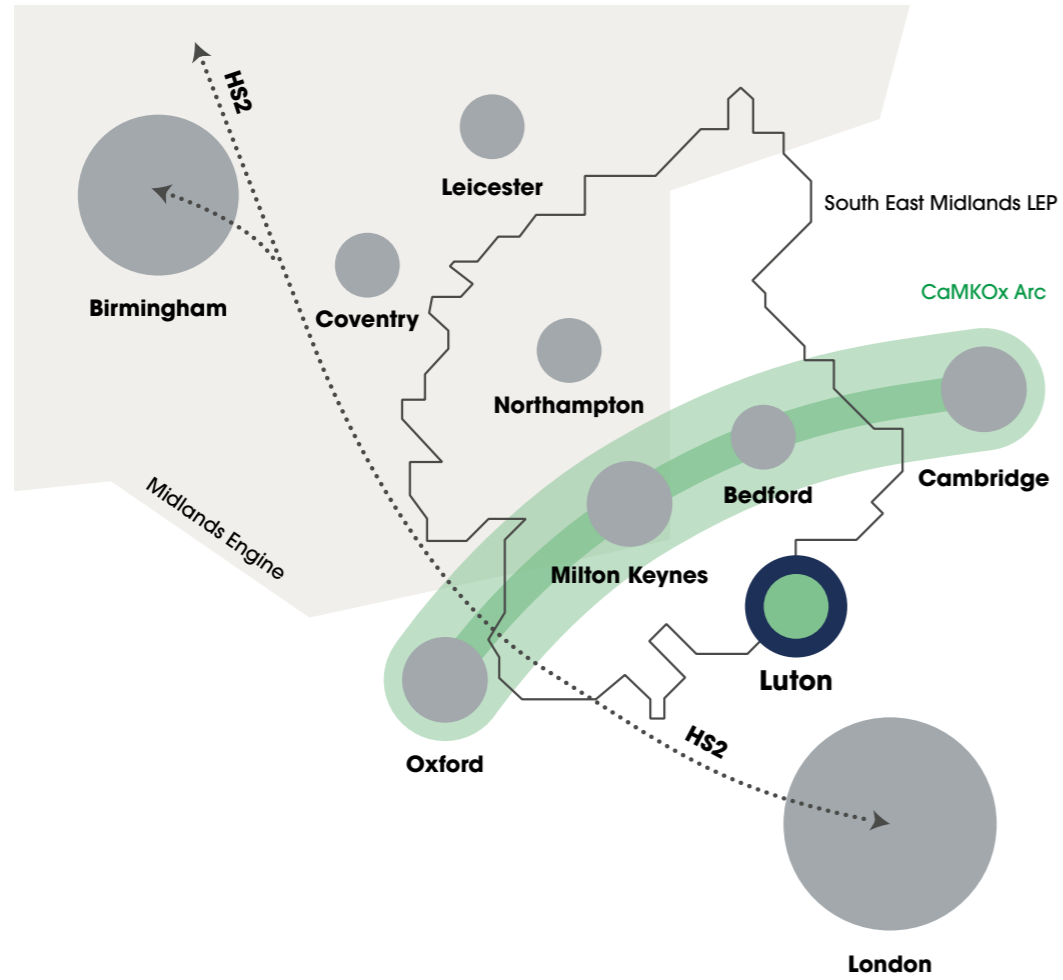 HS2
Leicester
South East Midlands LEP
CaMKOx Arc
Birmingham
Coventry
Northampton
Cambridge
Bedford
Midlands Engine
Milton Keynes
Luton
HS2
Oxford
London